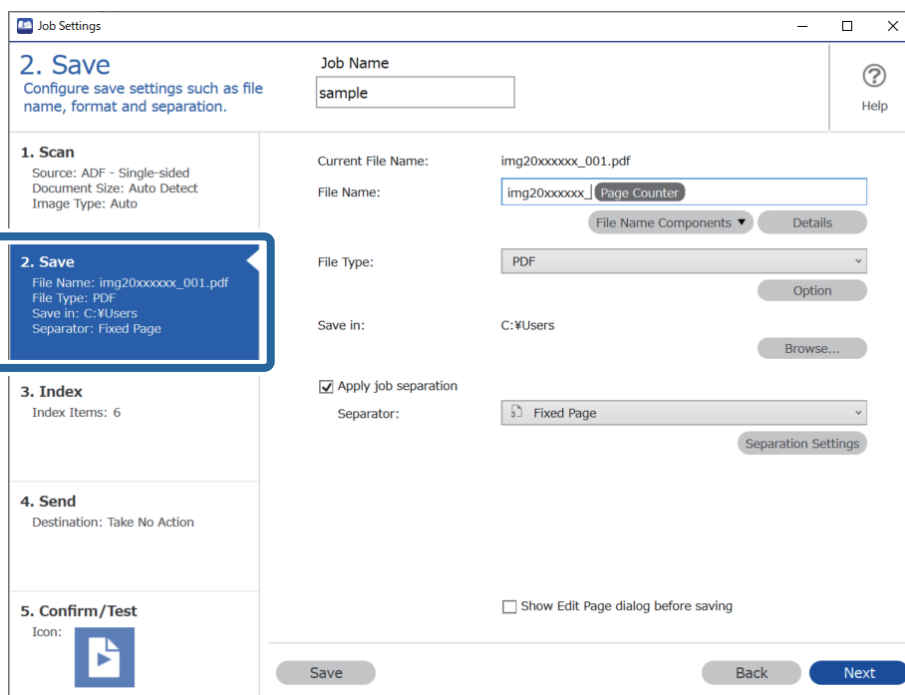 Job Settings
2. Save
Configure save settings such as file
name, format and separation.
Job Name
sample
Help
1. Scan
Source: ADF - Single-sided
Document Size: Auto Detect
Image Type: Auto
2. Save
File Name: img20xxxxxx_001.pdf
File Type: PDF
Save in: C:¥Users
Separator: Fixed Page
3. Index
Index Items: 6
4. Send
Destination: Take No Action
5. Confirm/Test
Icon:
Current File Name: img20xxxxxx_001.pdf
File Name: img20xxxxxx_ Page Counter
File Name Components ▼ Details
File Type: PDF
Option
Save in: C:¥Users
Browse...
Apply job separation
Separator: Fixed Page
Separation Settings
Show Edit Page dialog before saving
Save Back Next